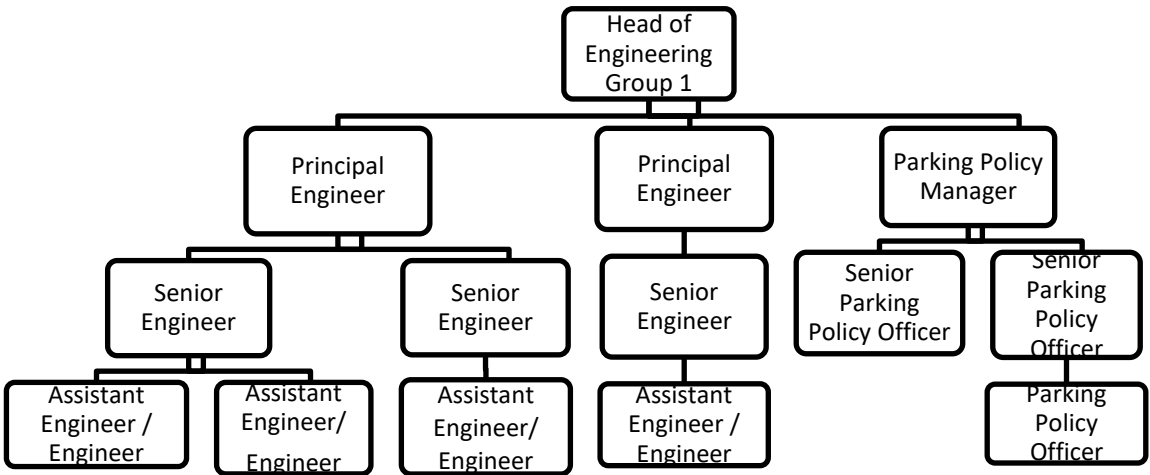 Head of
Engineering
Group 1
Principal
Engineer
Principal
Engineer
Parking Policy
Manager
Senior
Engineer
Senior
Engineer
Senior
Engineer
Senior
Parking
Policy Officer
Senior
Parking
Policy
Officer
Assistant
Engineer /
Engineer
Assistant
Engineer/
Engineer
Assistant
Engineer/
Engineer
Assistant
Engineer /
Engineer
Parking
Policy
Officer